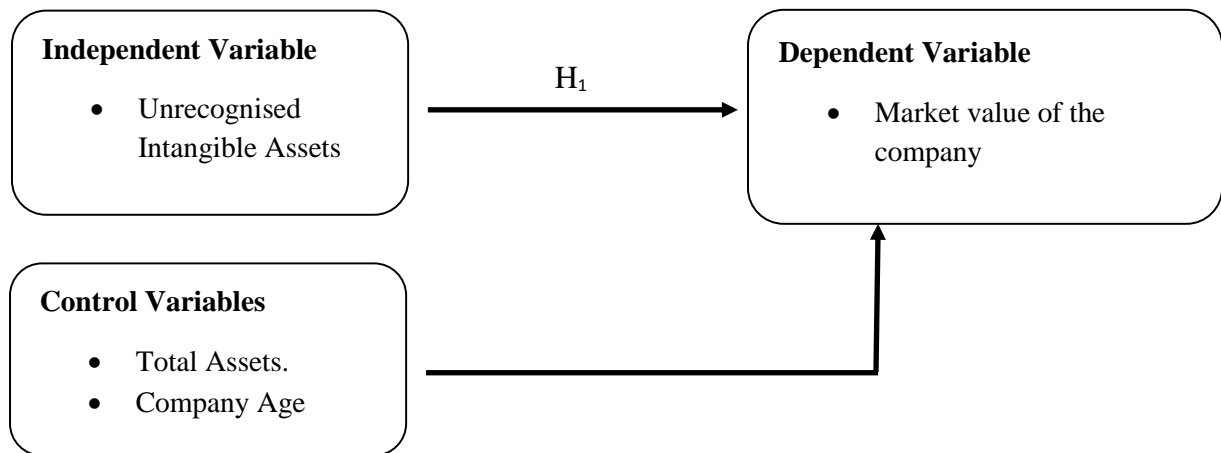 Independent Variable
• Unrecognised
Intangible Assets
H₁
Dependent Variable
• Market value of the
company
Control Variables
• Total Assets.
• Company Age